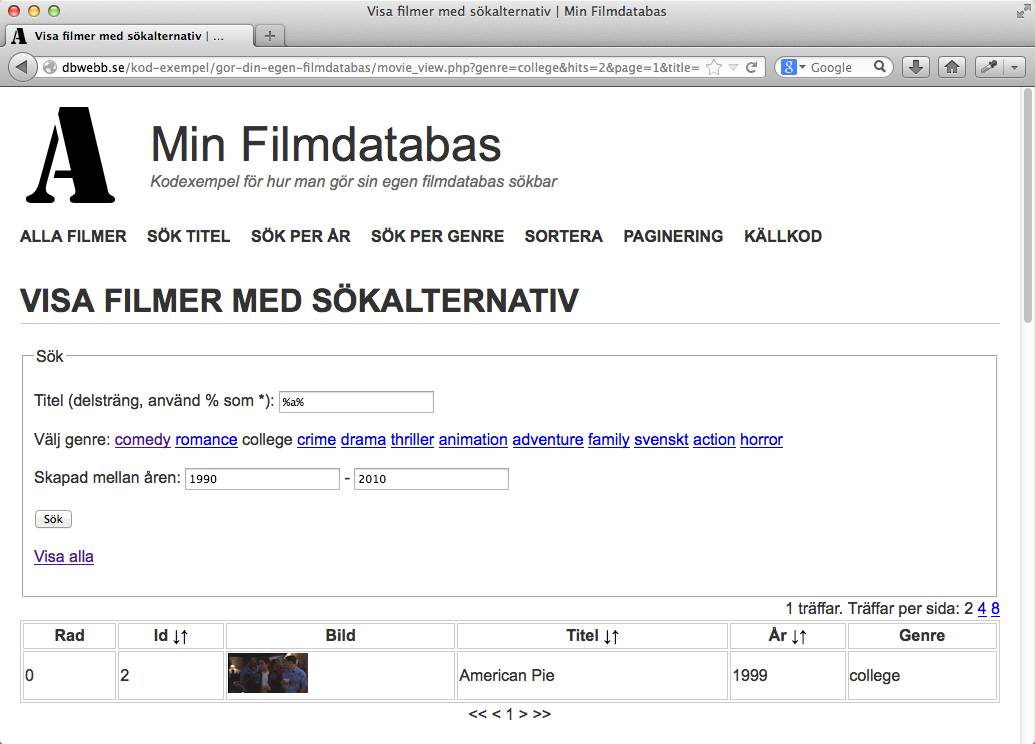 Visa filmer med sökalternativ | Min Filmdatabas
Visa filmer med sökalternativ | ...
dbwebb.se/kod-exempel/gor-din-egen-filmdatabas/movie_view.php?genre=college&hits=2&page=1&title=
Google
A
Min Filmdatabas
Kodexempel för hur man gör sin egen filmdatabas sökbar
ALLA FILMER SÖK TITEL SÖK PER ÅR SÖK PER GENRE SORTERA PAGINERING KÄLLKOD
VISA FILMER MED SÖKALTERNATIV
Sök
Titel (delsträng, använd % som *): %a%
Välj genre: comedy romance college crime drama thriller animation adventure family svenskt action horror
Skapad mellan åren: 1990 - 2010
Sök
Visa alla
1 träffar. Träffar per sida: 2 4 8
Rad Id ↓↑ Bild Titel ↓↑ År ↓↑ Genre
0 2 American Pie 1999 college
<< < 1 > >>